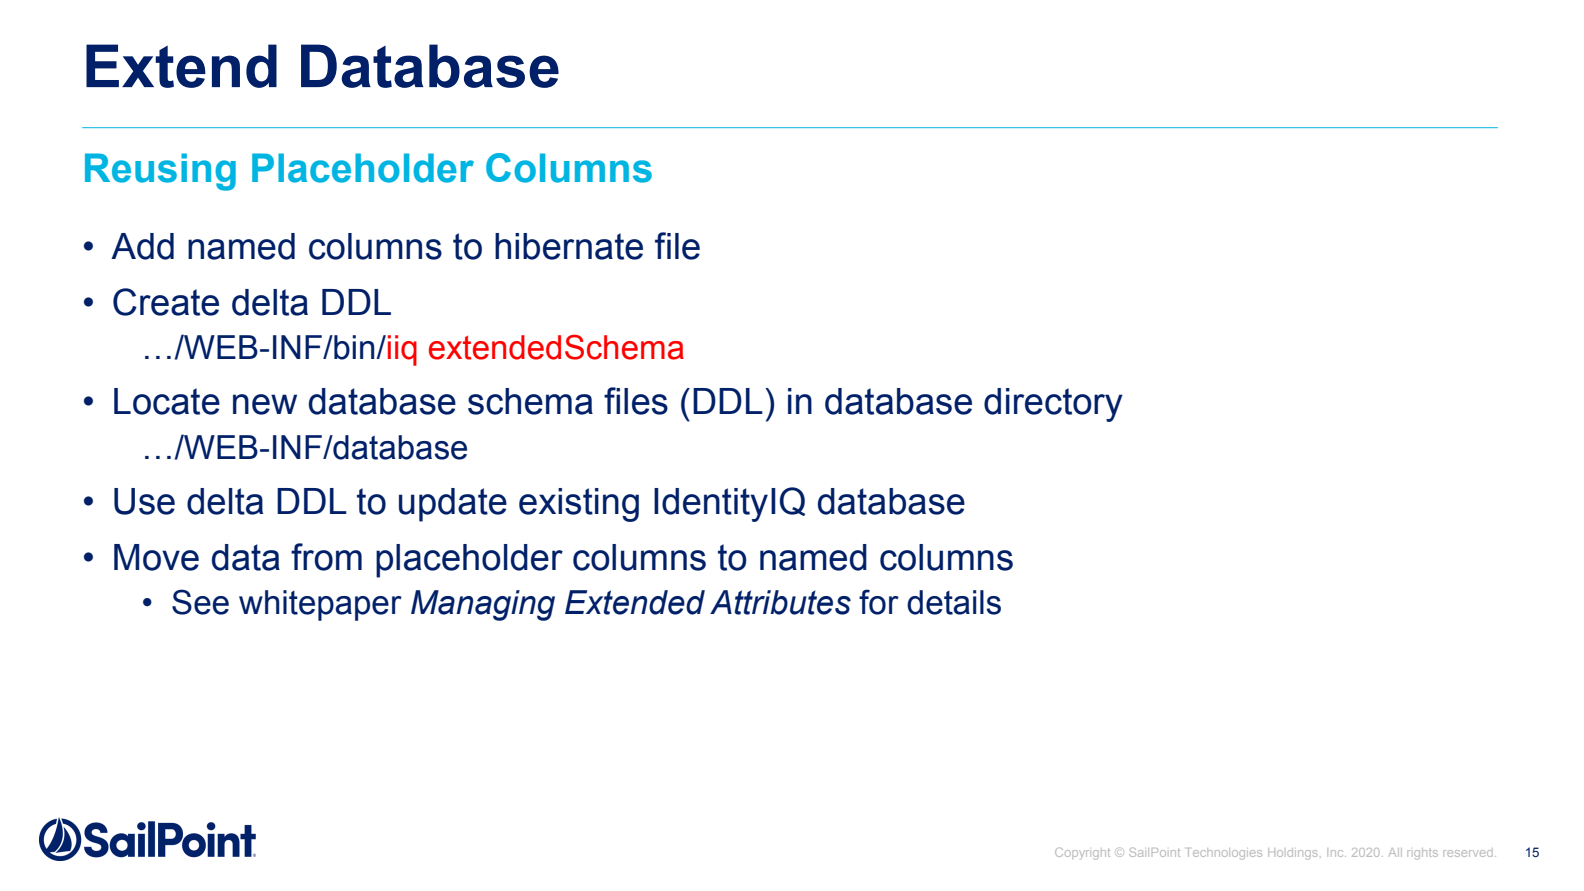 Extend Database
Reusing Placeholder Columns
• Add named columns to hibernate file
• Create delta DDL
…/WEB-INF/bin/iiq extendedSchema
• Locate new database schema files (DDL) in database directory
…/WEB-INF/database
• Use delta DDL to update existing IdentityIQ database
• Move data from placeholder columns to named columns
• See whitepaper Managing Extended Attributes for details
SailPoint
Copyright © SailPoint Technologies Holdings, Inc. 2020. All rights reserved. 15